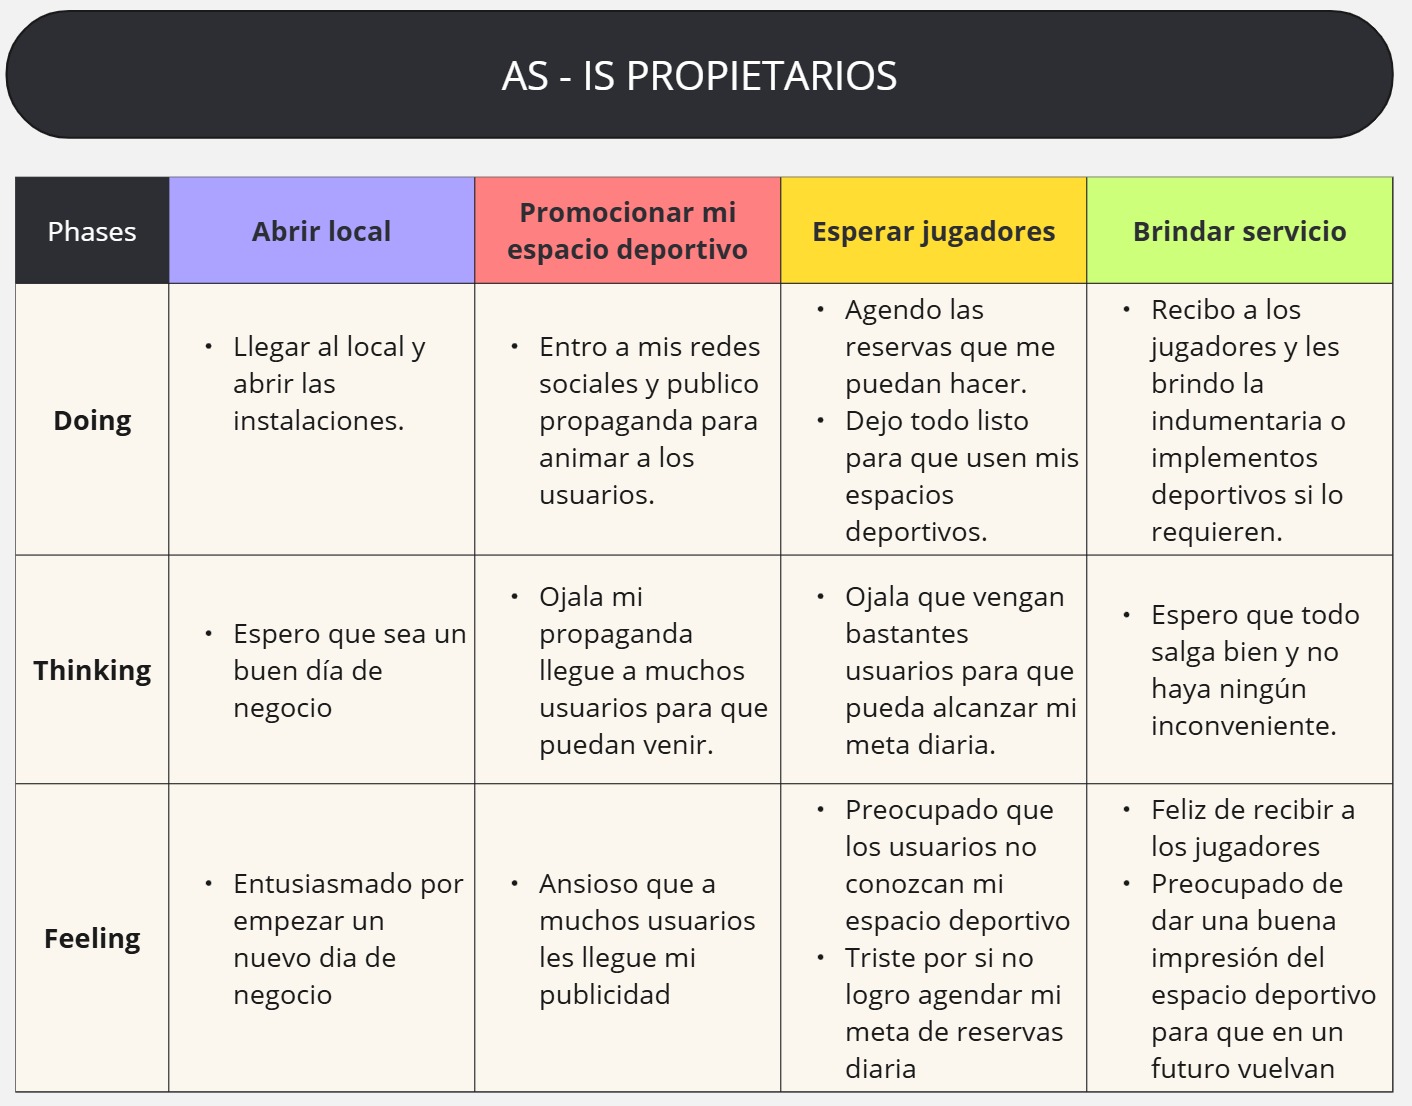 AS - IS PROPIETARIOS
Phases
Abrir local
Promocionar mi
espacio deportivo
Esperar jugadores
Brindar servicio
Doing
• Llegar al local y
abrir las
instalaciones.
• Entro a mis redes
sociales y publico
propaganda para
animar a los
usuarios.
• Agendo las
reservas que me
puedan hacer.
• Dejo todo listo
para que usen mis
espacios
deportivos.
• Recibo a los
jugadores y les
brindo la
indumentaria o
implementos
deportivos si lo
requieren.
Thinking
• Espero que sea un
buen día de
negocio
• Ojala mi
propaganda
llegue a muchos
usuarios para que
puedan venir.
• Ojala que vengan
bastantes
usuarios para que
pueda alcanzar mi
meta diaria.
• Espero que todo
salga bien y no
haya ningún
inconveniente.
Feeling
• Entusiasmado por
empezar un
nuevo dia de
negocio
• Ansioso que a
muchos usuarios
les llegue mi
publicidad
• Preocupado que
los usuarios no
conozcan mi
espacio deportivo
• Triste por si no
logro agendar mi
meta de reservas
diaria
• Feliz de recibir a
los jugadores
• Preocupado de
dar una buena
impresión del
espacio deportivo
para que en un
futuro vuelvan